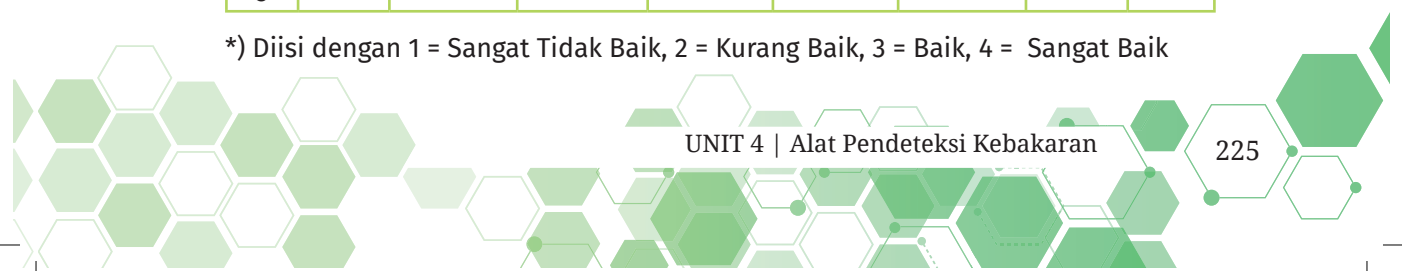 *) Diisi dengan 1 = Sangat Tidak Baik, 2 = Kurang Baik, 3 = Baik, 4 = Sangat Baik
UNIT 4 | Alat Pendeteksi Kebakaran
225